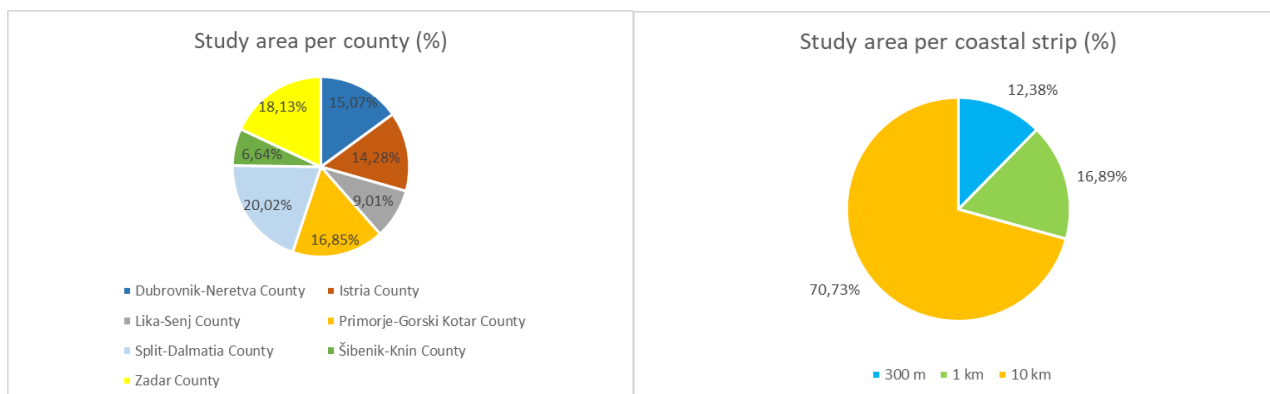 Study area per county (%)
18,13%
15,07%
6,64%
14,28%
20,02%
9,01%
16,85%
Dubrovnik-Neretva County
Istria County
Lika-Senj County
Primorje-Gorski Kotar County
Split-Dalmatia County
Šibenik-Knin County
Zadar County
Study area per coastal strip (%)
12,38%
16,89%
70,73%
300 m
1 km
10 km